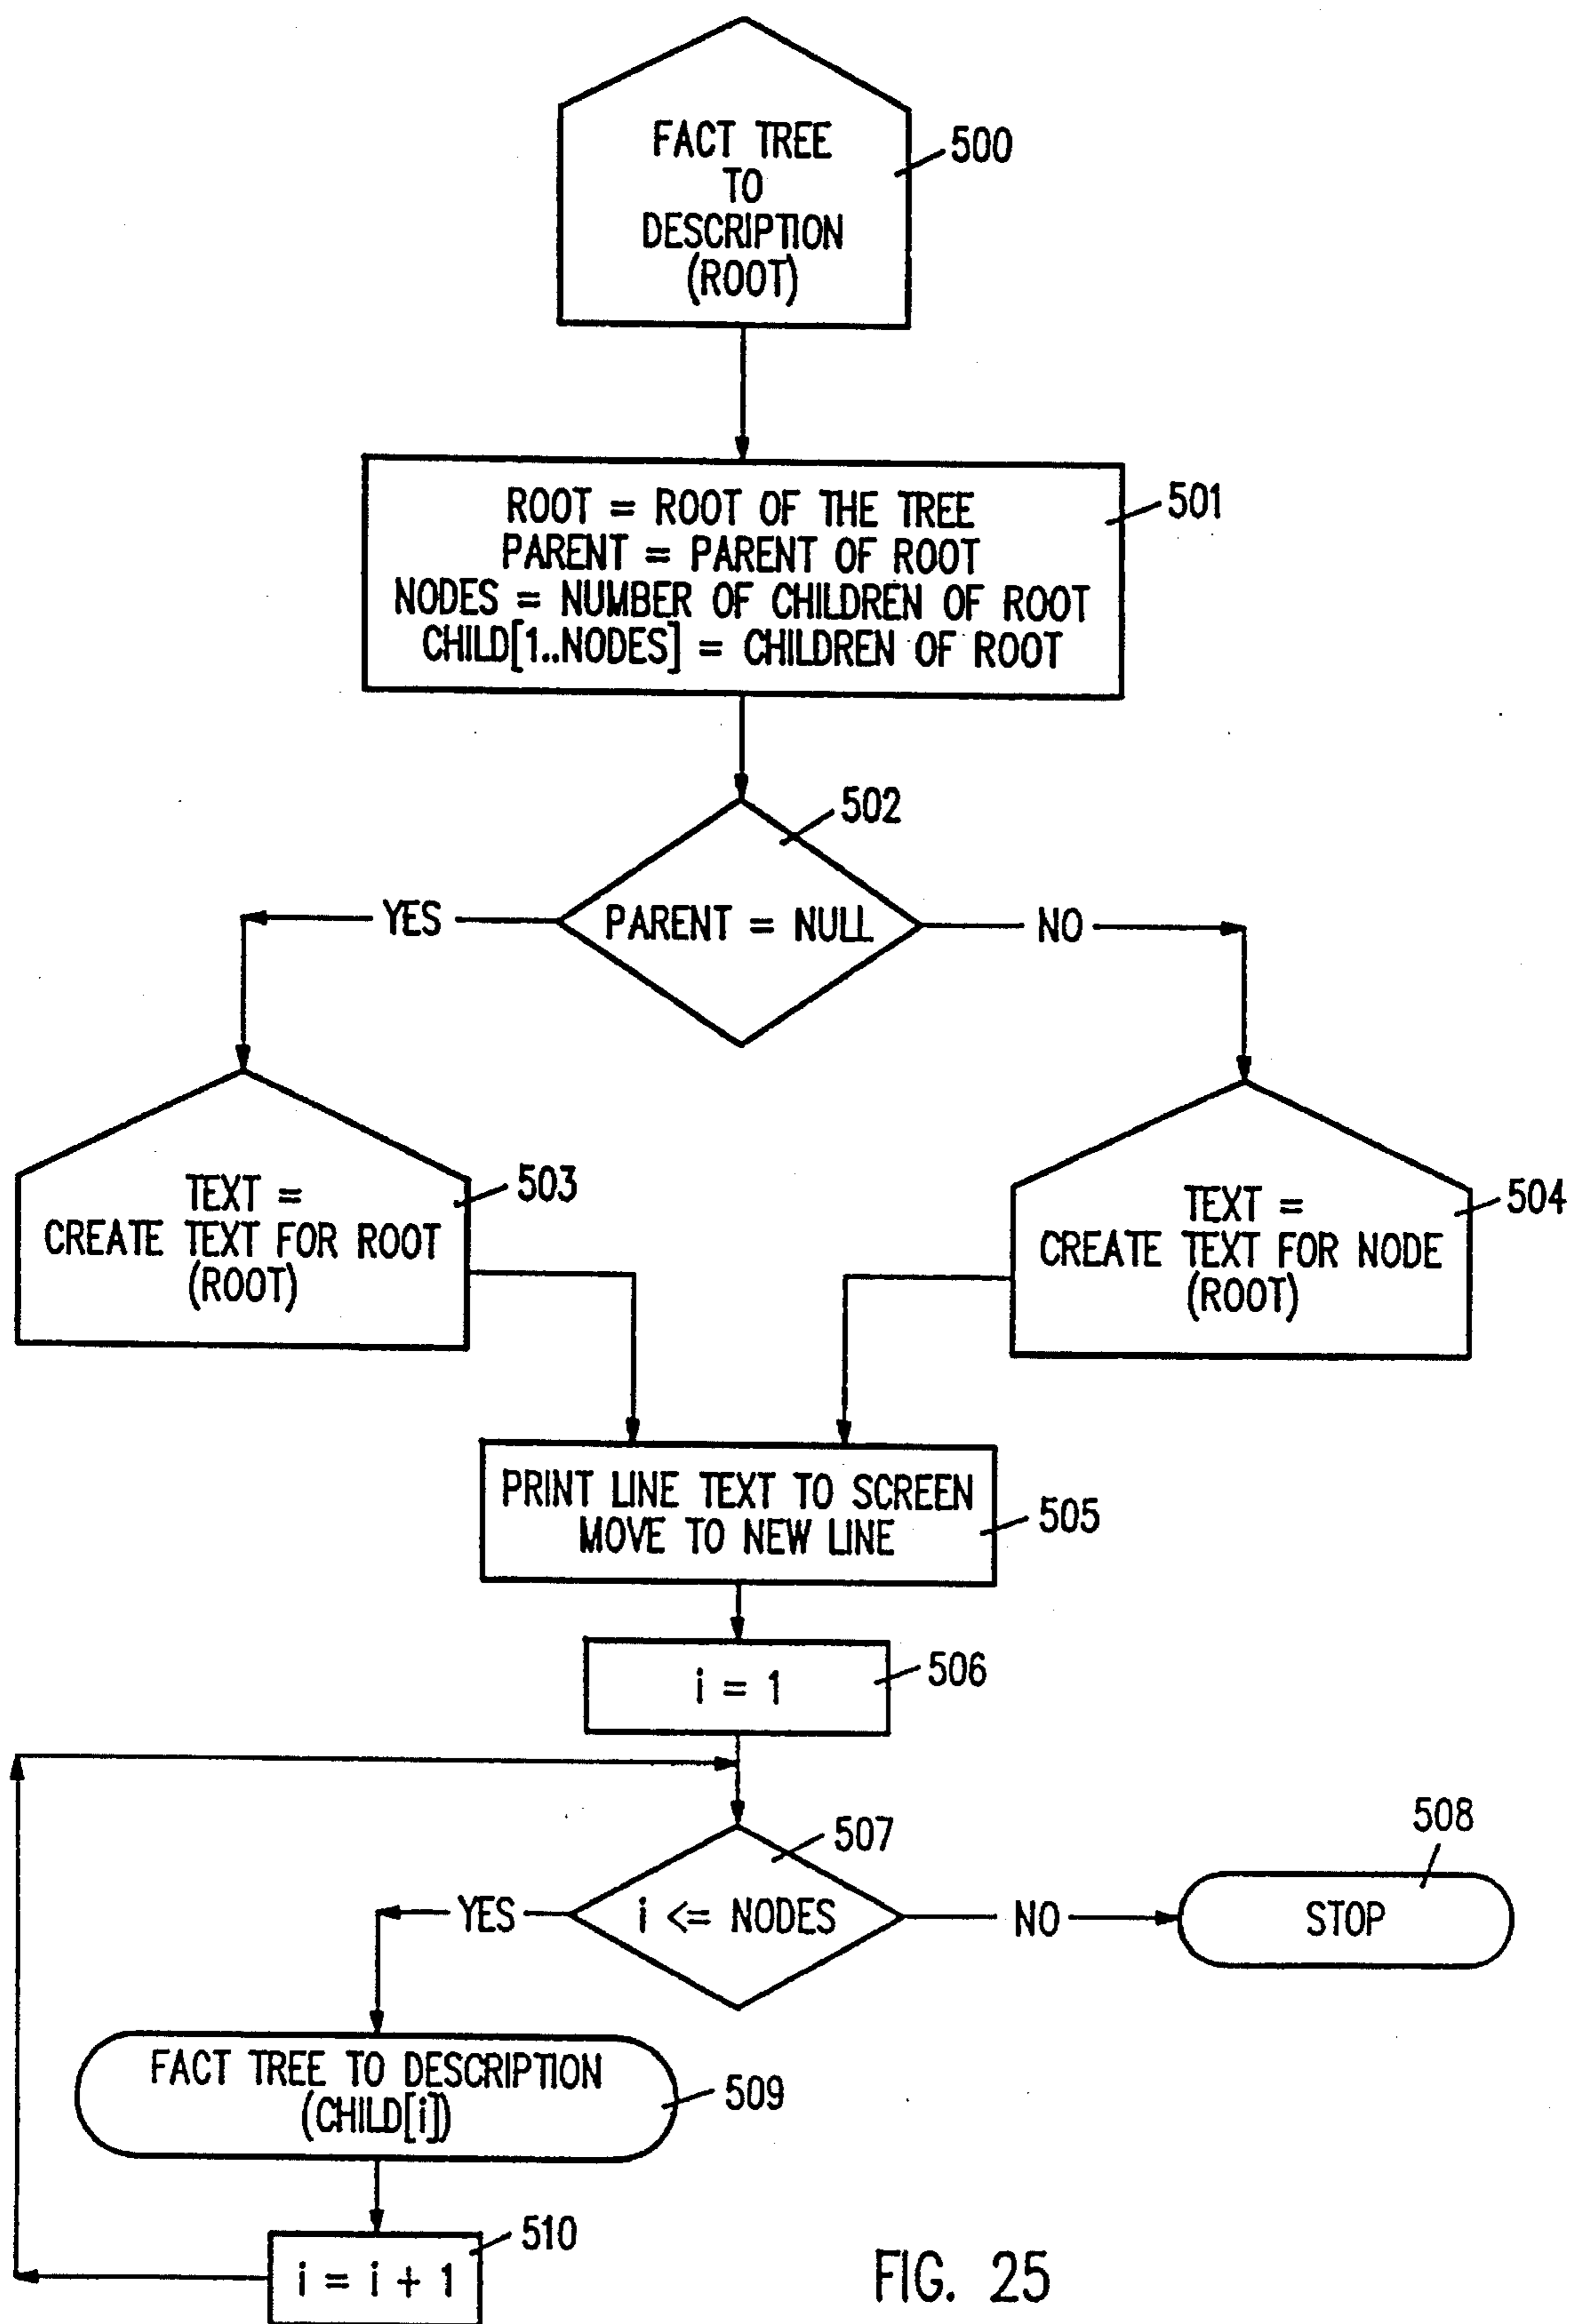 FACT TREE
TO
DESCRIPTION
(ROOT)
500
ROOT = ROOT OF THE TREE
PARENT = PARENT OF ROOT
NODES = NUMBER OF CHILDREN OF ROOT
CHILD[1..NODES] = CHILDREN OF ROOT
501
502
YES
PARENT = NULL
NO
TEXT =
CREATE TEXT FOR ROOT
(ROOT)
503
TEXT =
CREATE TEXT FOR NODE
(ROOT)
504
PRINT LINE TEXT TO SCREEN
MOVE TO NEW LINE
505
i = 1
506
507
YES
i <= NODES
NO
508
STOP
FACT TREE TO DESCRIPTION
(CHILD[i])
509
510
i = i + 1
FIG. 25